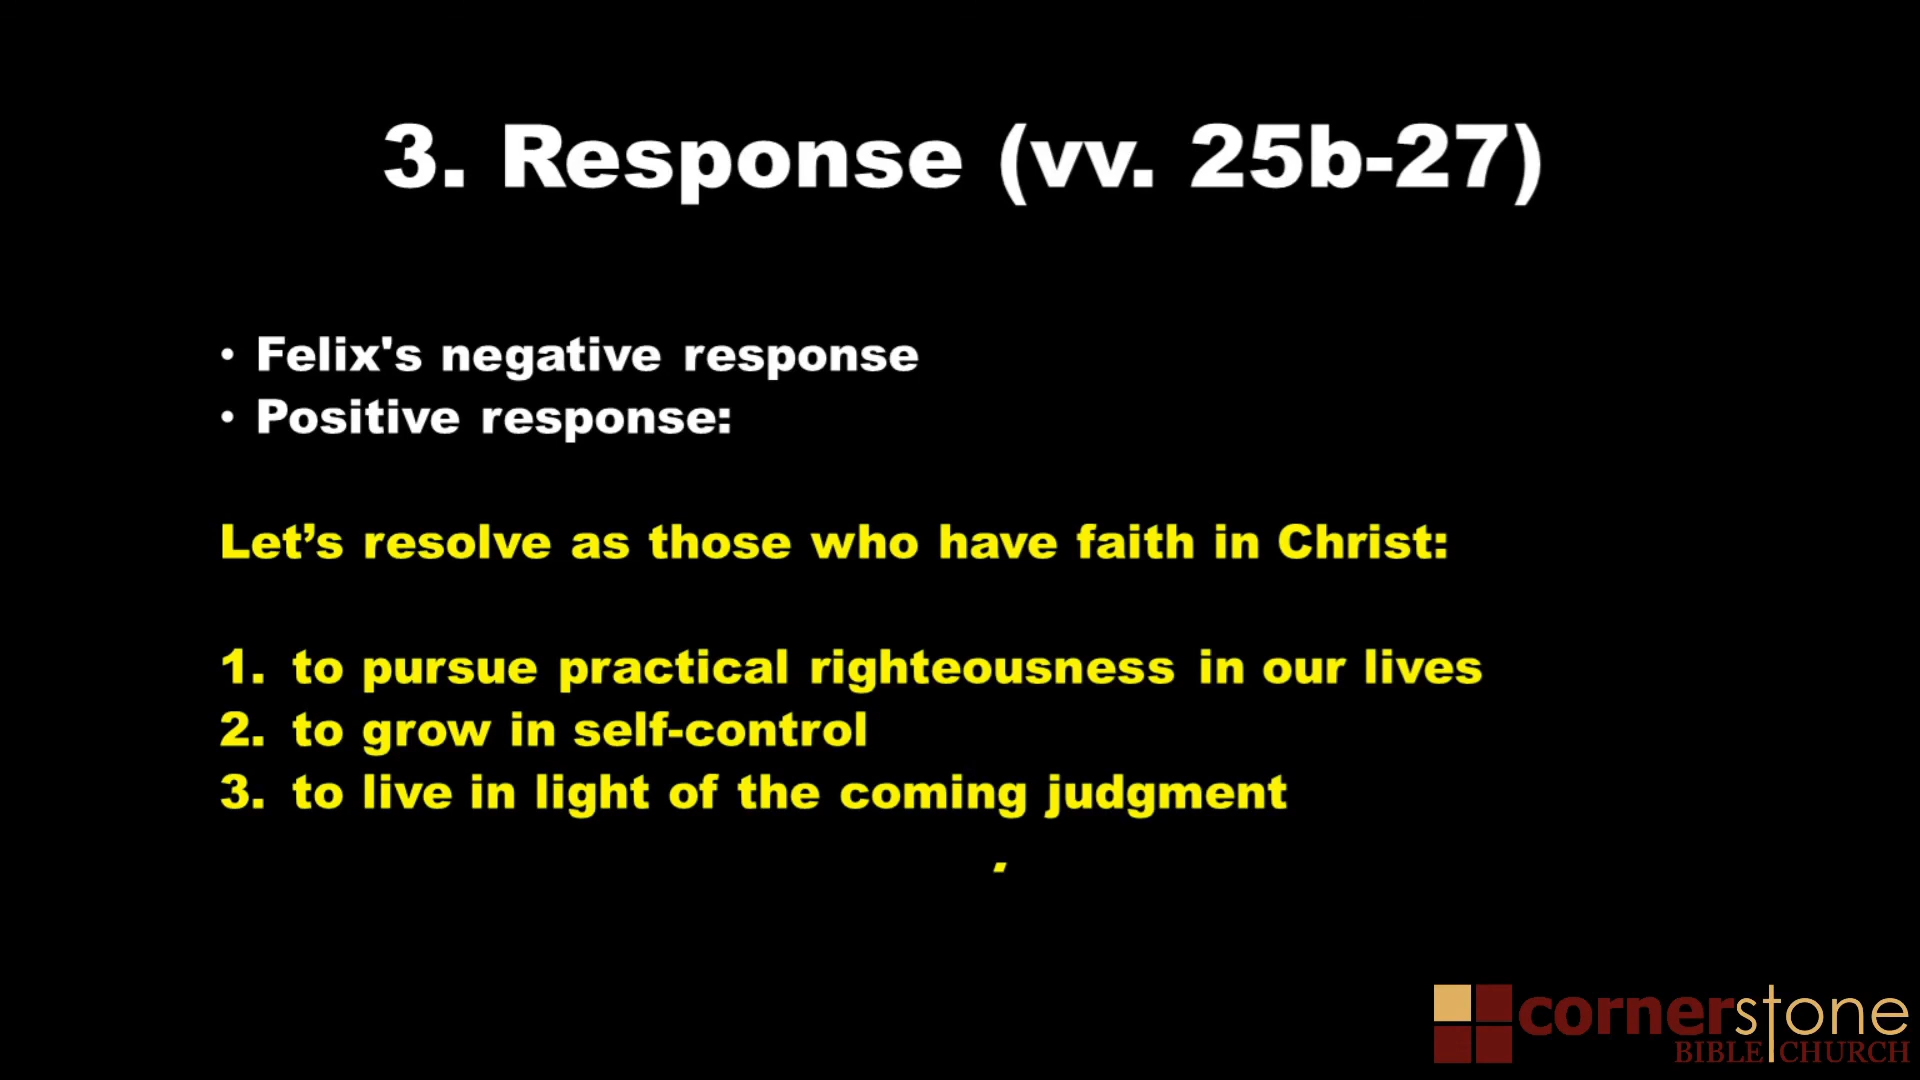 3. Response (vv. 25b-27)
• Felix's negative response
• Positive response:
Let’s resolve as those who have faith in Christ:
1. to pursue practical righteousness in our lives
2. to grow in self-control
3. to live in light of the coming judgment
.
cornerstone
BIBLE CHURCH